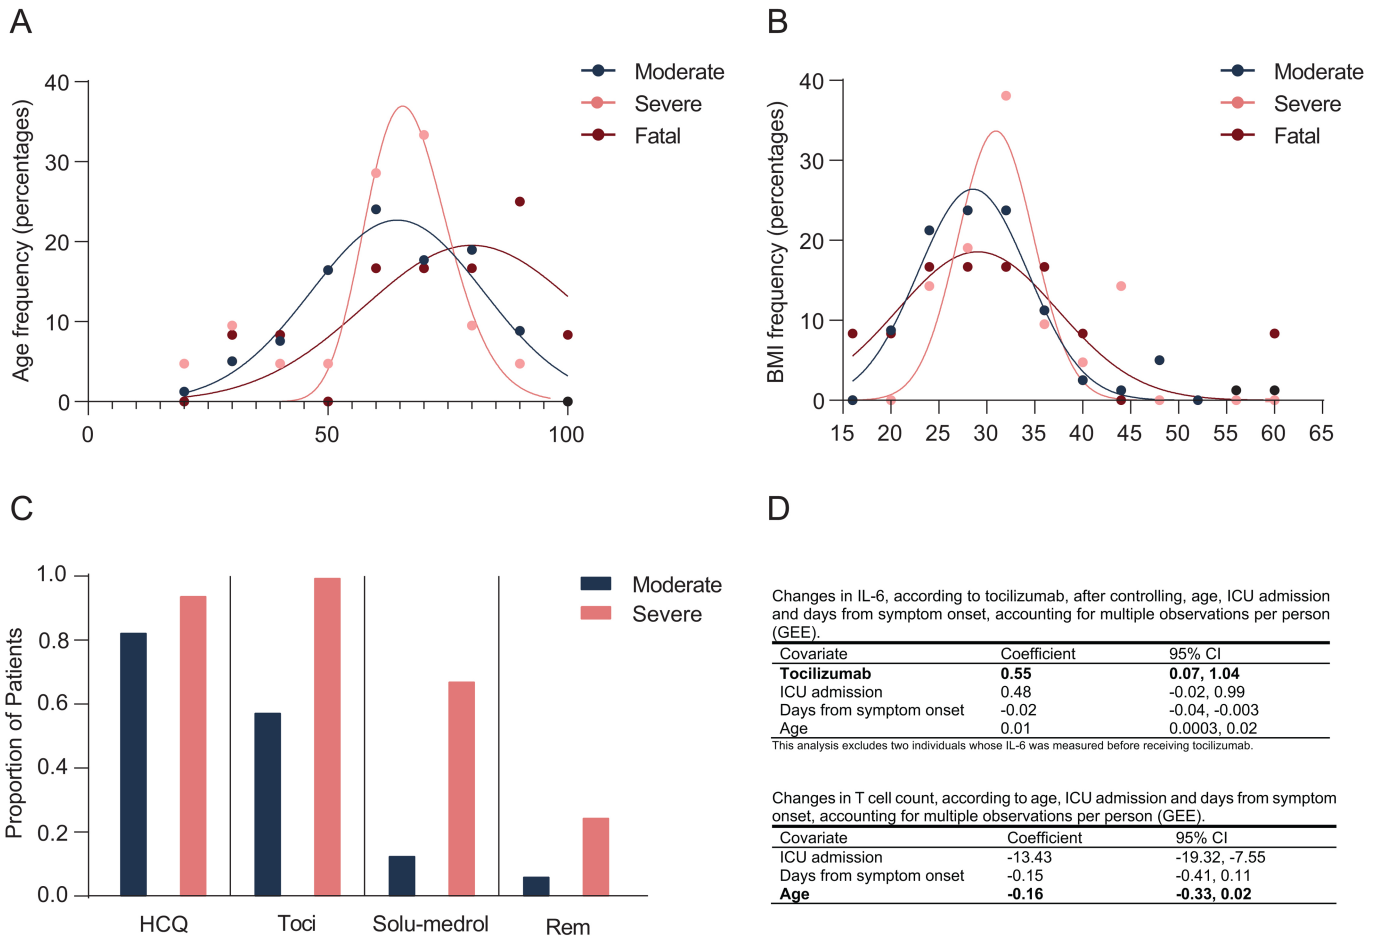 A
Moderate
Severe
Fatal
Age frequency (percentages)
40
30
20
10
0
0
50
100
B
Moderate
Severe
Fatal
BMI frequency (percentages)
40
30
20
10
0
15
20
25
30
35
40
45
50
55
60
65
C
Moderate
Severe
Proportion of Patients
1.0
0.8
0.6
0.4
0.2
0.0
HCQ
Toci
Solu-medrol
Rem
D
Changes in IL-6, according to tocilizumab, after controlling, age, ICU admission
and days from symptom onset, accounting for multiple observations per person
(GEE).
Covariate Coefficient 95% CI
Tocilizumab 0.55 0.07, 1.04
ICU admission 0.48 -0.02, 0.99
Days from symptom onset -0.02 -0.04, -0.003
Age 0.01 0.0003, 0.02
This analysis excludes two individuals whose IL-6 was measured before receiving tocilizumab.
Changes in T cell count, according to age, ICU admission and days from symptom
onset, accounting for multiple observations per person (GEE).
Covariate Coefficient 95% CI
ICU admission -13.43 -19.32, -7.55
Days from symptom onset -0.15 -0.41, 0.11
Age -0.16 -0.33, 0.02